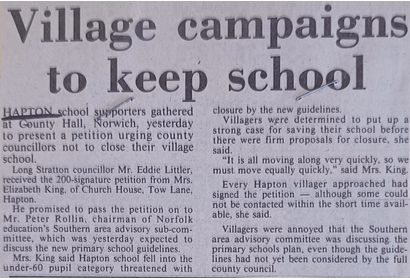 Village campaigns
to keep school
HAPTON school supporters gathered
at County Hall, Norwich, yesterday
to present a petition urging county
councillors not to close their village
school.
Long Stratton councillor Mr. Eddie Littler,
received the 200-signature petition from Mrs.
Elizabeth King, of Church House, Tow Lane,
Hapton.
He promised to pass the petition on to
Mr. Peter Rollin, chairman of Norfolk
education's Southern area advisory sub-com-
mittee, which was yesterday expected to
discuss the new primary school guidelines.
Mrs. King said Hapton school fell into the
under-60 pupil category threatened with
closure by the new guidelines.
Villagers were determined to put up a
strong case for saving their school before
there were firm proposals for closure, she
said.
"It is all moving along very quickly, so we
must move equally quickly," said Mrs. King.
Every Hapton villager approached had
signed the petition — although some could
not be contacted within the short time avail-
able, she said.
Villagers were annoyed that the Southern
area advisory committee was discussing the
primary schools plan, even though the guide-
lines had not yet been considered by the full
county council.